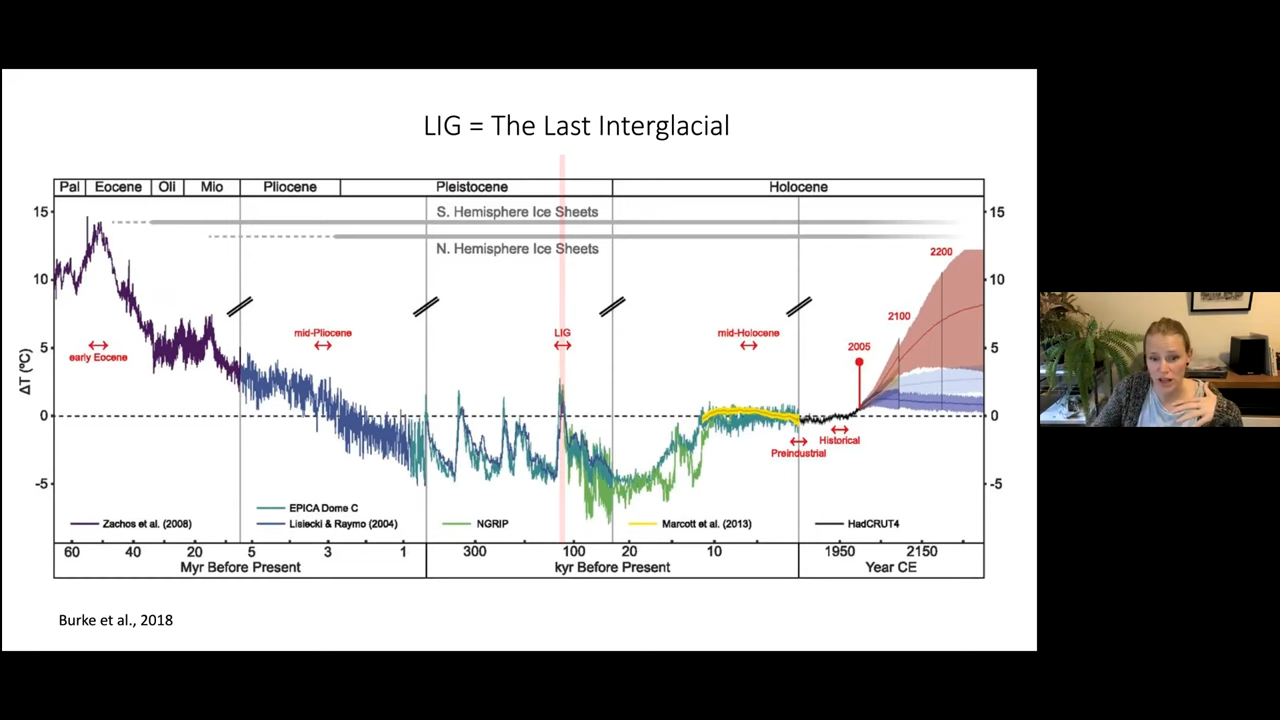 LIG = The Last Interglacial
Pal Eocene Oli Mio Pliocene Pleistocene Holocene
S. Hemisphere Ice Sheets
N. Hemisphere Ice Sheets
15
10
5
0
-5
ΔT (ºC)
15
10
5
0
-5
early Eocene
mid-Pliocene
LIG
mid-Holocene
2005
2100
2200
Preindustrial
Historical
Zachos et al. (2008)
EPICA Dome C
Lisiecki & Raymo (2004)
NGRIP
Marcott et al. (2013)
HadCRUT4
60 40 20 5 3 1 300 100 20 10 1950 2150
Myr Before Present kyr Before Present Year CE
Burke et al., 2018